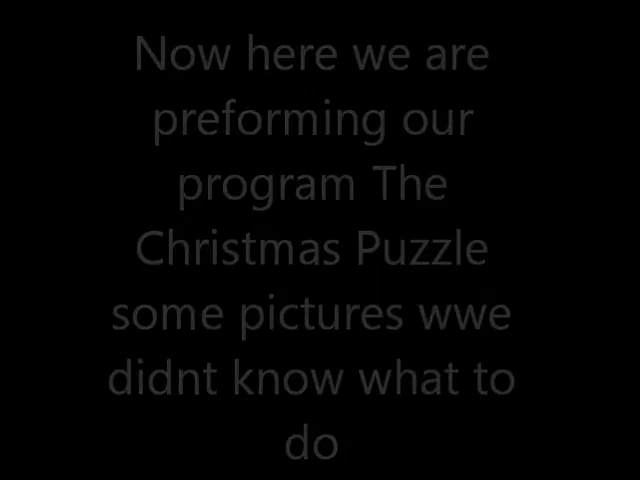 Now here we are
preforming our
program The
Christmas Puzzle
some pictures wwe
didnt know what to
do